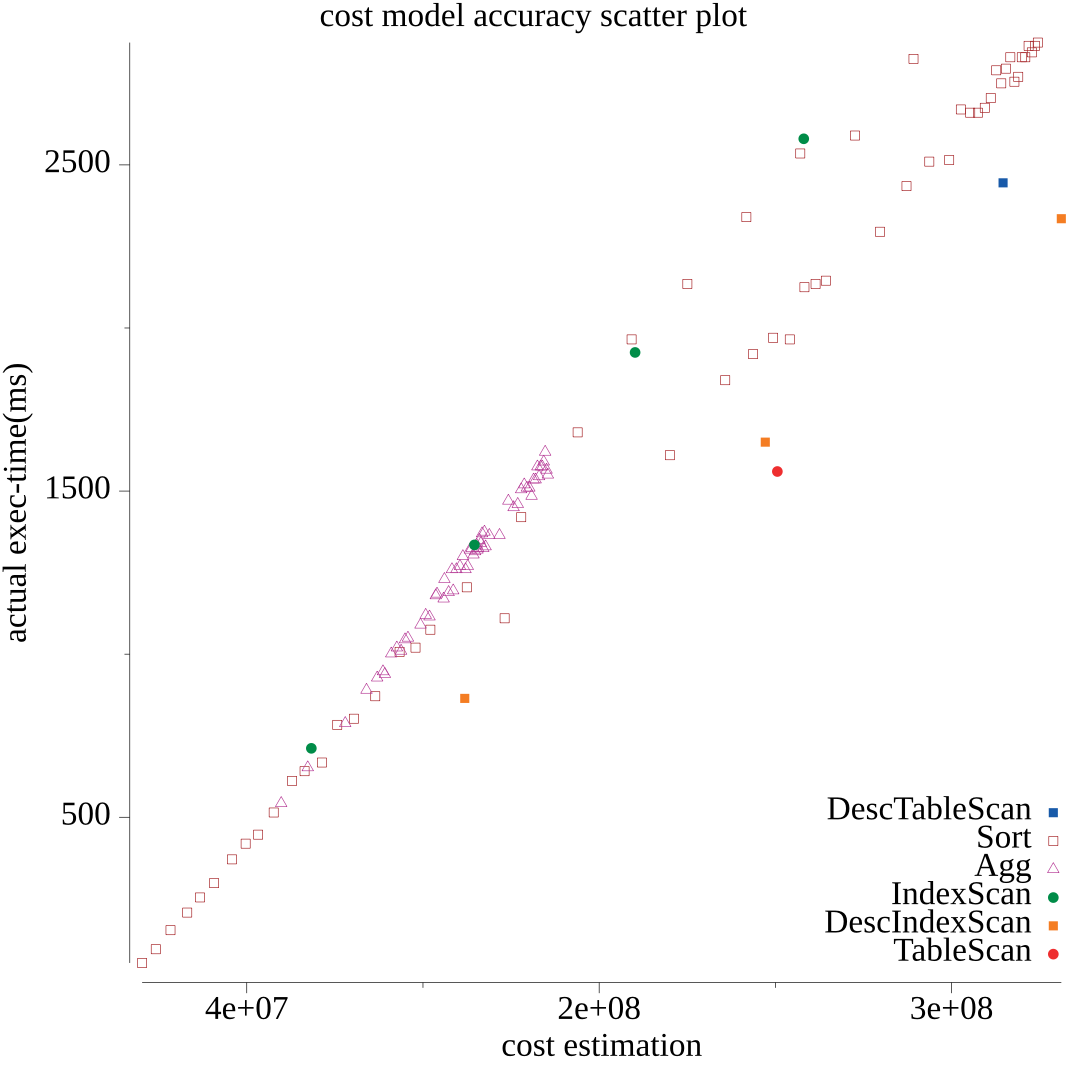 cost model accuracy scatter plot
actual exec-time(ms)
2500
1500
500
DescTableScan
Sort
Agg
IndexScan
DescIndexScan
TableScan
4e+07
2e+08
3e+08
cost estimation